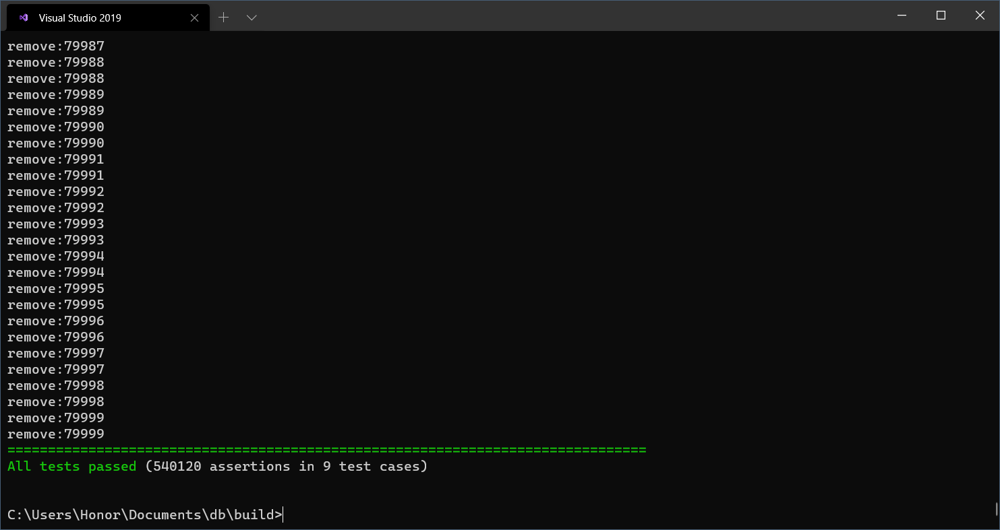 Visual Studio 2019
remove:79987
remove:79988
remove:79988
remove:79989
remove:79989
remove:79990
remove:79990
remove:79991
remove:79991
remove:79992
remove:79992
remove:79993
remove:79993
remove:79994
remove:79994
remove:79995
remove:79995
remove:79996
remove:79996
remove:79997
remove:79997
remove:79998
remove:79998
remove:79999
remove:79999
===============================================================================
All tests passed (540120 assertions in 9 test cases)
C:\Users\Honor\Documents\db\build>